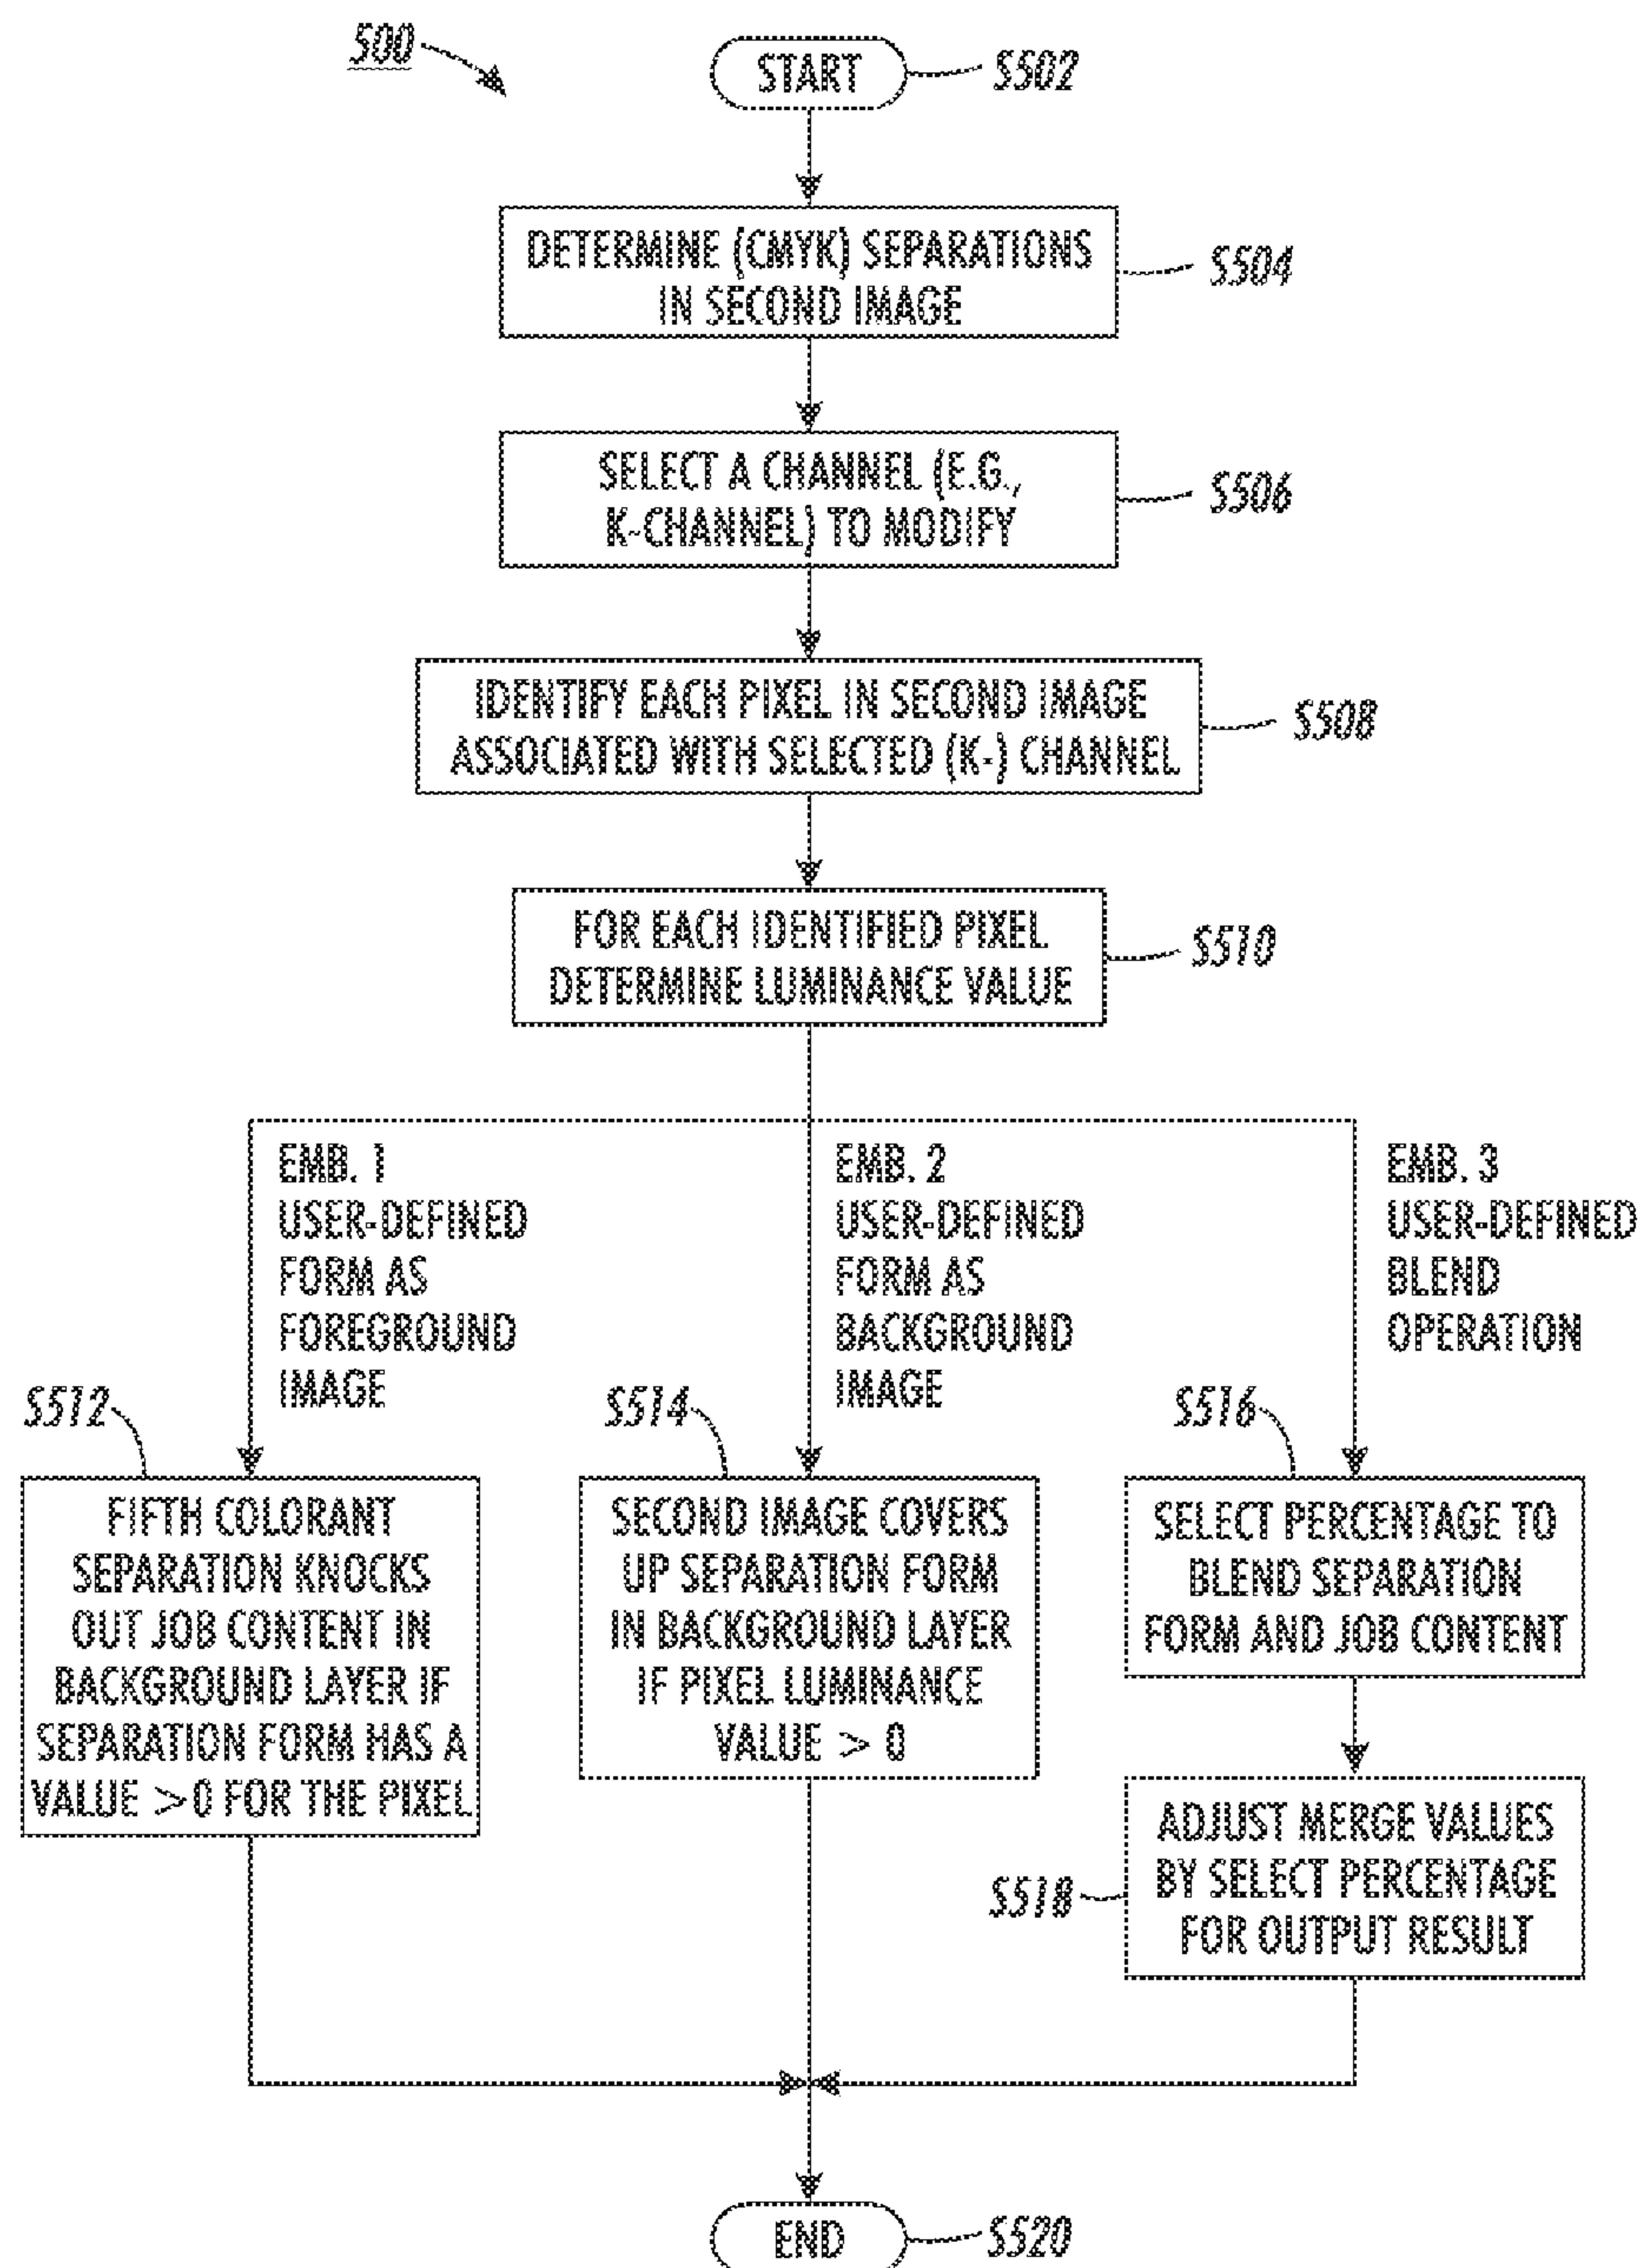 500
START
S502
DETERMINE (CMYK) SEPARATIONS
IN SECOND IMAGE
S504
SELECT A CHANNEL (E.G.,
K-CHANNEL) TO MODIFY
S506
IDENTIFY EACH PIXEL IN SECOND IMAGE
ASSOCIATED WITH SELECTED (K-) CHANNEL
S508
FOR EACH IDENTIFIED PIXEL
DETERMINE LUMINANCE VALUE
S510
EMB. 1
USER-DEFINED
FORM AS
FOREGROUND
IMAGE
EMB. 2
USER-DEFINED
FORM AS
BACKGROUND
IMAGE
EMB. 3
USER-DEFINED
BLEND
OPERATION
S512
FIFTH COLORANT
SEPARATION KNOCKS
OUT JOB CONTENT IN
BACKGROUND LAYER IF
SEPARATION FORM HAS A
VALUE >0 FOR THE PIXEL
S514
SECOND IMAGE COVERS
UP SEPARATION FORM
IN BACKGROUND LAYER
IF PIXEL LUMINANCE
VALUE > 0
S516
SELECT PERCENTAGE TO
BLEND SEPARATION
FORM AND JOB CONTENT
S518
ADJUST MERGE VALUES
BY SELECT PERCENTAGE
FOR OUTPUT RESULT
END
S520